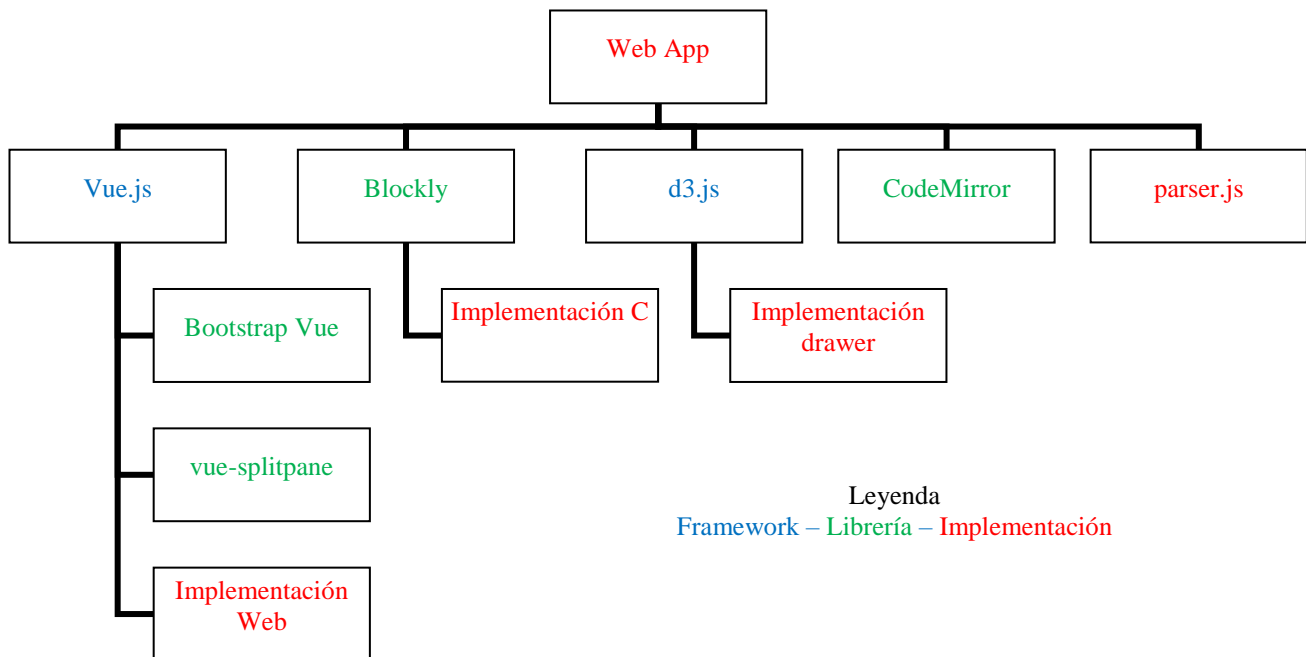 Web App
Vue.js
Blockly
d3.js
CodeMirror
parser.js
Bootstrap Vue
Implementación C
Implementación
drawer
vue-splitpane
Leyenda
Framework – Librería – Implementación
Implementación
Web